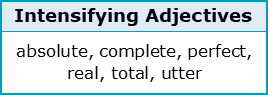 Intensifying Adjectives
absolute, complete, perfect,
real, total, utter